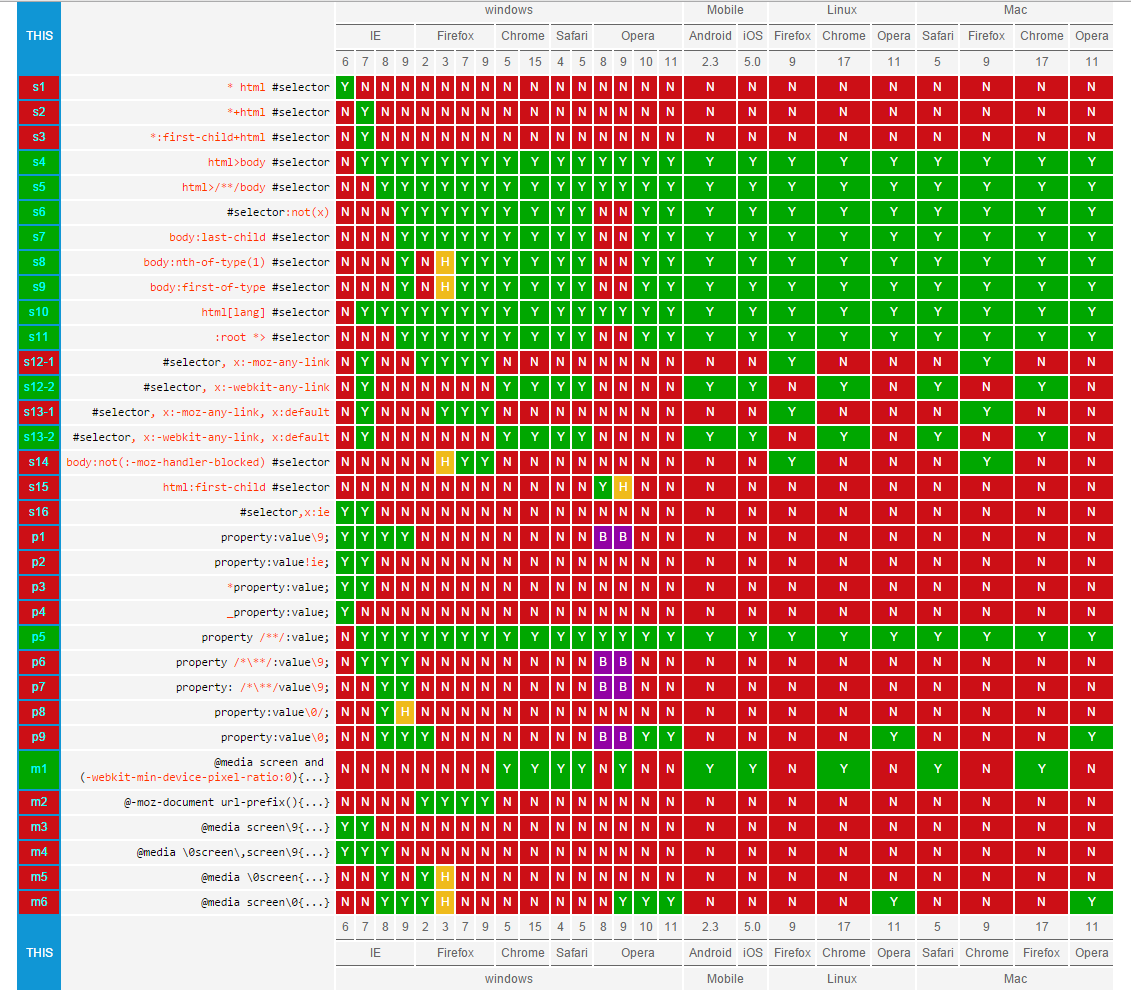 windows Mobile Linux Mac
THIS IE Firefox Chrome Safari Opera Android iOS Firefox Chrome Opera Safari Firefox Chrome Opera
6 7 8 9 2 3 7 9 5 15 4 5 8 9 10 11 2.3 5.0 9 17 11 5 9 17 11
s1 * html #selector Y N N N N N N N N N N N N N N N N N N N N N N N N
s2 *+html #selector N Y N N N N N N N N N N N N N N N N N N N N N N N
s3 *:first-child+html #selector N Y N N N N N N N N N N N N N N N N N N N N N N N
s4 html>body #selector N Y Y Y Y Y Y Y Y Y Y Y Y Y Y Y Y Y Y Y Y Y Y Y Y
s5 html>/**/body #selector N N Y Y Y Y Y Y Y Y Y Y Y Y Y Y Y Y Y Y Y Y Y Y Y
s6 #selector:not(x) N N N Y Y Y Y Y Y Y Y Y N N Y Y Y Y Y Y Y Y Y Y Y
s7 body:last-child #selector N N N Y Y Y Y Y Y Y Y Y N N Y Y Y Y Y Y Y Y Y Y Y
s8 body:nth-of-type(1) #selector N N N Y N H Y Y Y Y Y Y N N Y Y Y Y Y Y Y Y Y Y Y
s9 body:first-of-type #selector N N N Y N H Y Y Y Y Y Y N N Y Y Y Y Y Y Y Y Y Y Y
s10 html[lang] #selector N Y Y Y Y Y Y Y Y Y Y Y Y Y Y Y Y Y Y Y Y Y Y Y Y
s11 :root *> #selector N N N Y Y Y Y Y Y Y Y Y N N Y Y Y Y Y Y Y Y Y Y Y
s12-1 #selector, x:-moz-any-link N Y N N Y Y Y Y N N N N N N N N N N Y N N N Y N N
s12-2 #selector, x:-webkit-any-link N Y N N N N N N Y Y Y Y N N N N Y Y N Y N Y N Y N
s13-1 #selector, x:-moz-any-link, x:default N Y N N N Y Y Y N N N N N N N N N N Y N N N Y N N
s13-2 #selector, x:-webkit-any-link, x:default N Y N N N N N N Y Y Y Y N N N N Y Y N Y N Y N Y N
s14 body:not(:-moz-handler-blocked) #selector N N N N N H Y Y N N N N N N N N N N Y N N N Y N N
s15 html:first-child #selector N N N N N N N N N N N N Y H N N N N N N N N N N N
s16 #selector,x:ie Y Y N N N N N N N N N N N N N N N N N N N N N N N
p1 property:value\9; Y Y Y Y N N N N N N N N B B N N N N N N N N N N N
p2 property:value!ie; Y Y N N N N N N N N N N N N N N N N N N N N N N N
p3 *property:value; Y Y N N N N N N N N N N N N N N N N N N N N N N N
p4 _property:value; Y N N N N N N N N N N N N N N N N N N N N N N N N
p5 property /**/:value; N Y Y Y Y Y Y Y Y Y Y Y Y Y Y Y Y Y Y Y Y Y Y Y Y
p6 property /*\**/:value\9; N Y Y Y N N N N N N N N B B N N N N N N N N N N N
p7 property: /*\**/value\9; N N Y Y N N N N N N N N B B N N N N N N N N N N N
p8 property:value\0/; N N Y H N N N N N N N N N N N N N N N N N N N N N
p9 property:value\0; N N Y Y Y N N N N N N N B B Y Y N N N N Y N N N Y
m1 @media screen and
(-webkit-min-device-pixel-ratio:0){...} N N N N N N N N Y Y Y Y N Y N N Y Y N Y N Y N Y N
m2 @-moz-document url-prefix(){...} N N N N Y Y Y Y N N N N N N N N N N Y N N N Y N N
m3 @media screen\9{...} Y Y N N N N N N N N N N N N N N N N N N N N N N N
m4 @media \0screen\,screen\9{...} Y Y Y N N N N N N N N N N N N N N N N N N N N N N
m5 @media \0screen{...} N N Y N Y H N N N N N N N N N N N N N N N N N N N
m6 @media screen\0{...} N N Y Y Y H N N N N N N N Y Y Y N N N N Y N N N Y
6 7 8 9 2 3 7 9 5 15 4 5 8 9 10 11 2.3 5.0 9 17 11 5 9 17 11
THIS IE Firefox Chrome Safari Opera Android iOS Firefox Chrome Opera Safari Chrome Firefox Opera
windows Mobile Linux Mac